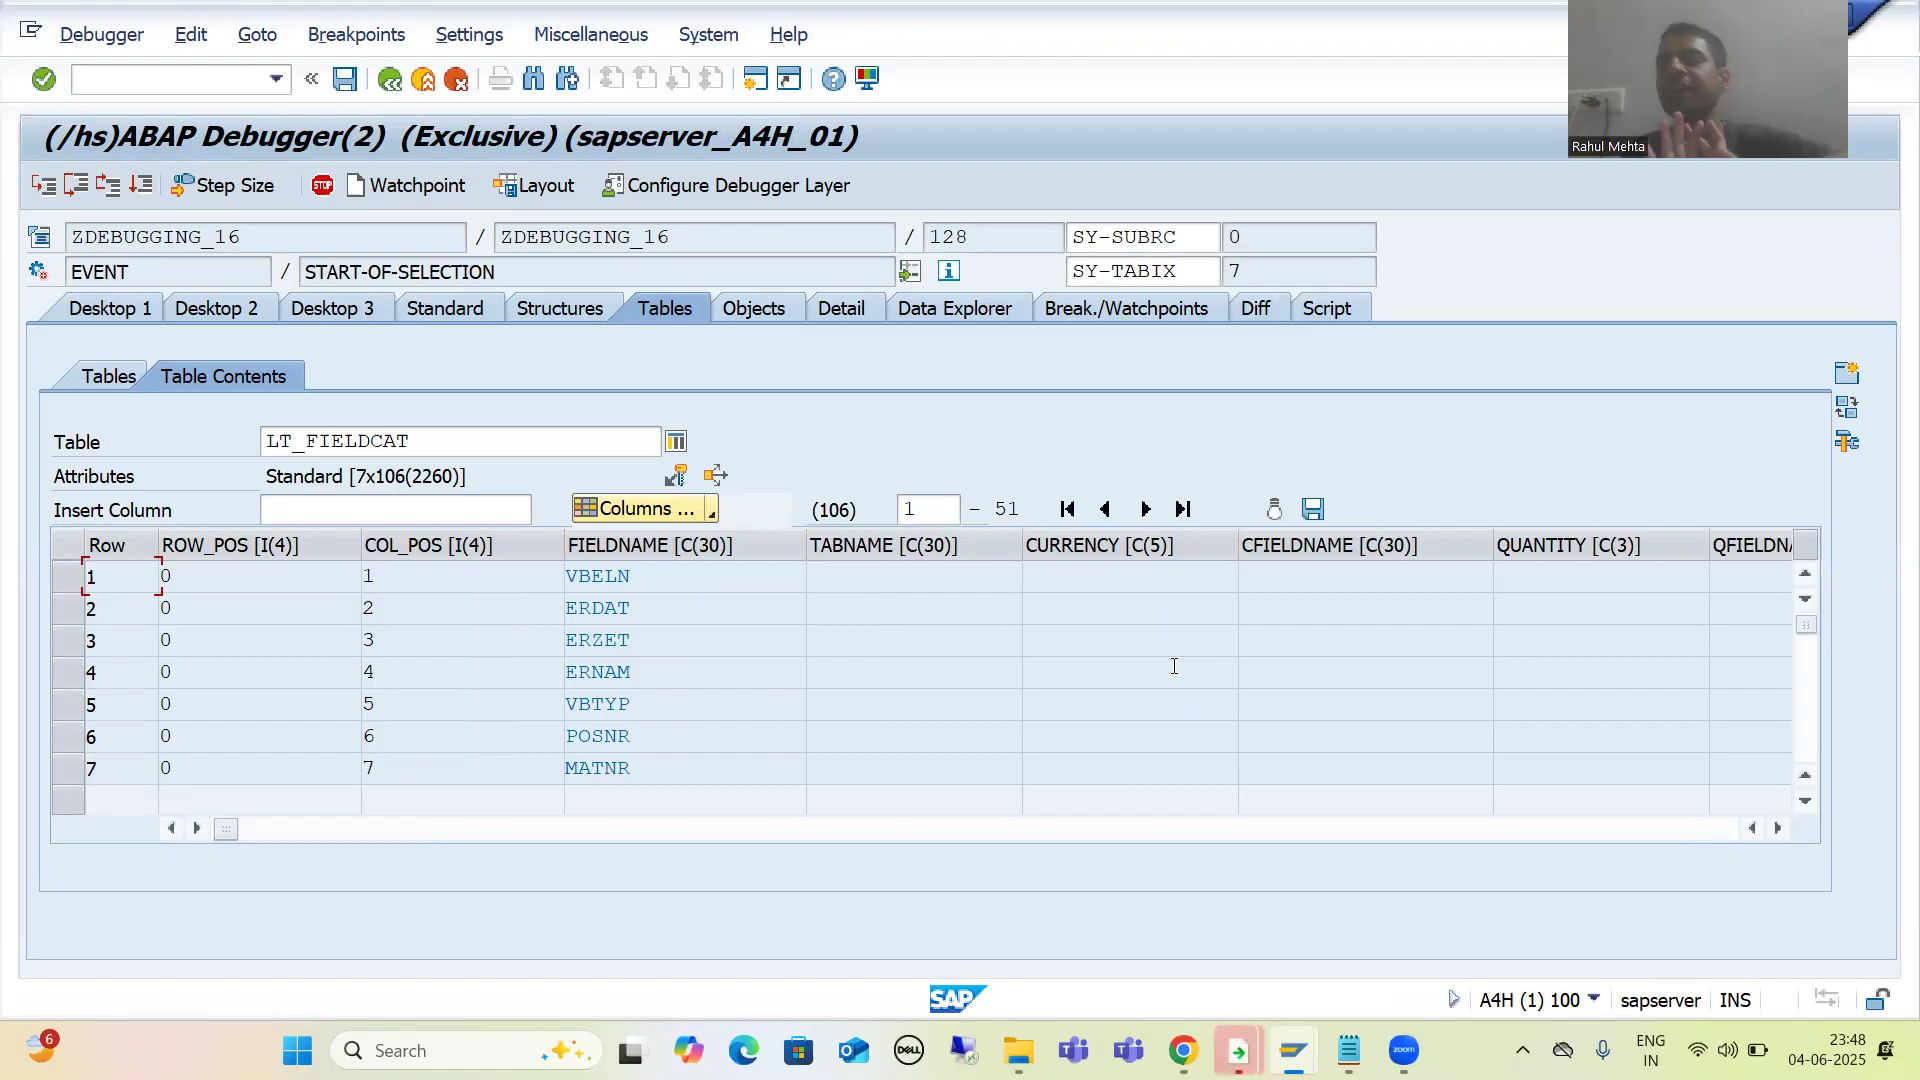 Debugger Edit Goto Breakpoints Settings Miscellaneous System Help
Rahul Mehta
(/hs)ABAP Debugger(2) (Exclusive) (sapserver_A4H_01)
Step Size STOP Watchpoint Layout Configure Debugger Layer
ZDEBUGGING_16 / ZDEBUGGING_16 / 128 SY-SUBRC 0
EVENT / START-OF-SELECTION SY-TABIX 7
Desktop 1 Desktop 2 Desktop 3 Standard Structures Tables Objects Detail Data Explorer Break./Watchpoints Diff Script
Tables Table Contents
Table LT_FIELDCAT
Attributes Standard [7x106(2260)]
Insert Column Columns ... (106) 1 - 51
Row ROW_POS [I(4)] COL_POS [I(4)] FIELDNAME [C(30)] TABNAME [C(30)] CURRENCY [C(5)] CFIELDNAME [C(30)] QUANTITY [C(3)] QFIELDNA
1 0 1 VBELN
2 0 2 ERDAT
3 0 3 ERZET
4 0 4 ERNAM
5 0 5 VBTYP
6 0 6 POSNR
7 0 7 MATNR
SAP A4H (1) 100 sapserver INS
6 Search DELL zoom ENG IN 23:48 04-06-2025